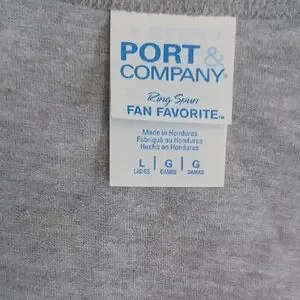 PORT &
COMPANY®
Ring Spun
FAN FAVORITE™
Made in Honduras
Fabriqué au Honduras
Hecho en Honduras
L | G | G
LADIES DAMES DAMAS